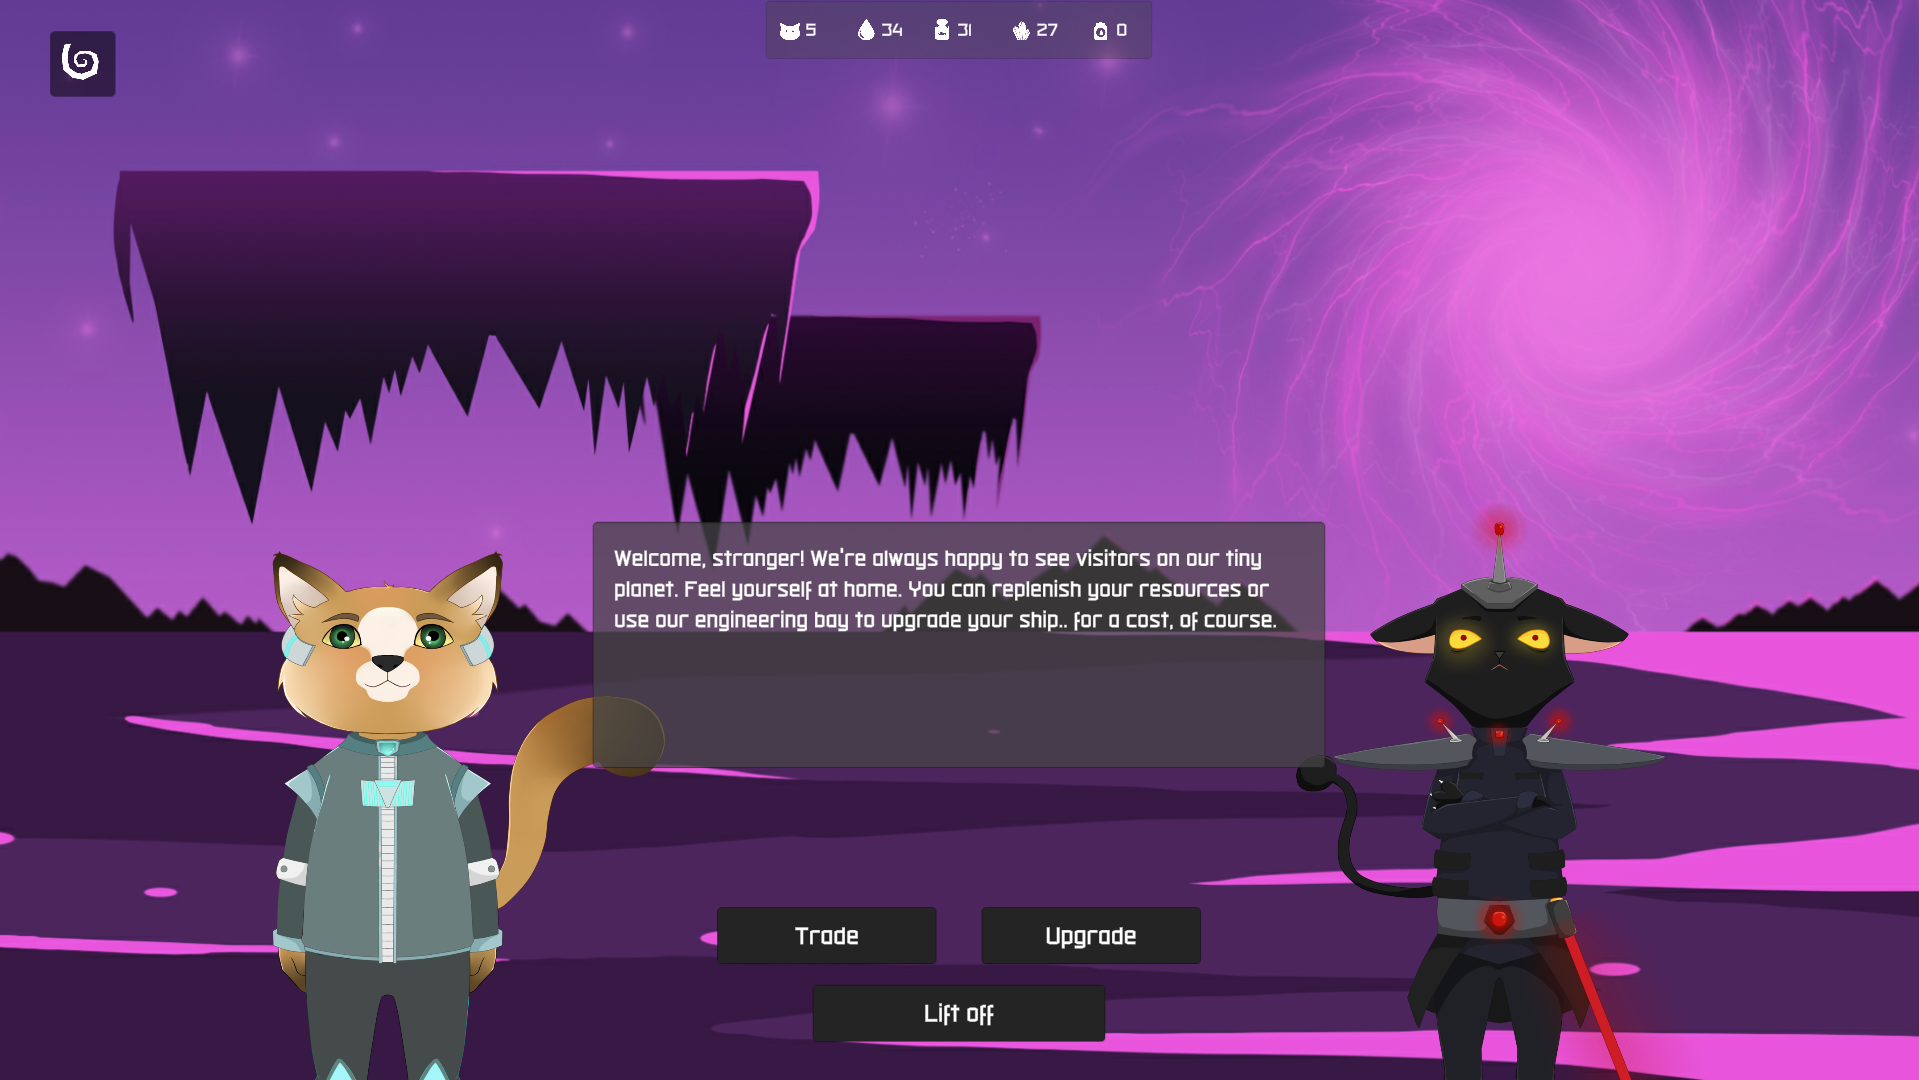 5 34 31 27 0
Welcome, stranger! We're always happy to see visitors on our tiny
planet. Feel yourself at home. You can replenish your resources or
use our engineering bay to upgrade your ship.. for a cost, of course.
Trade Upgrade
Lift off